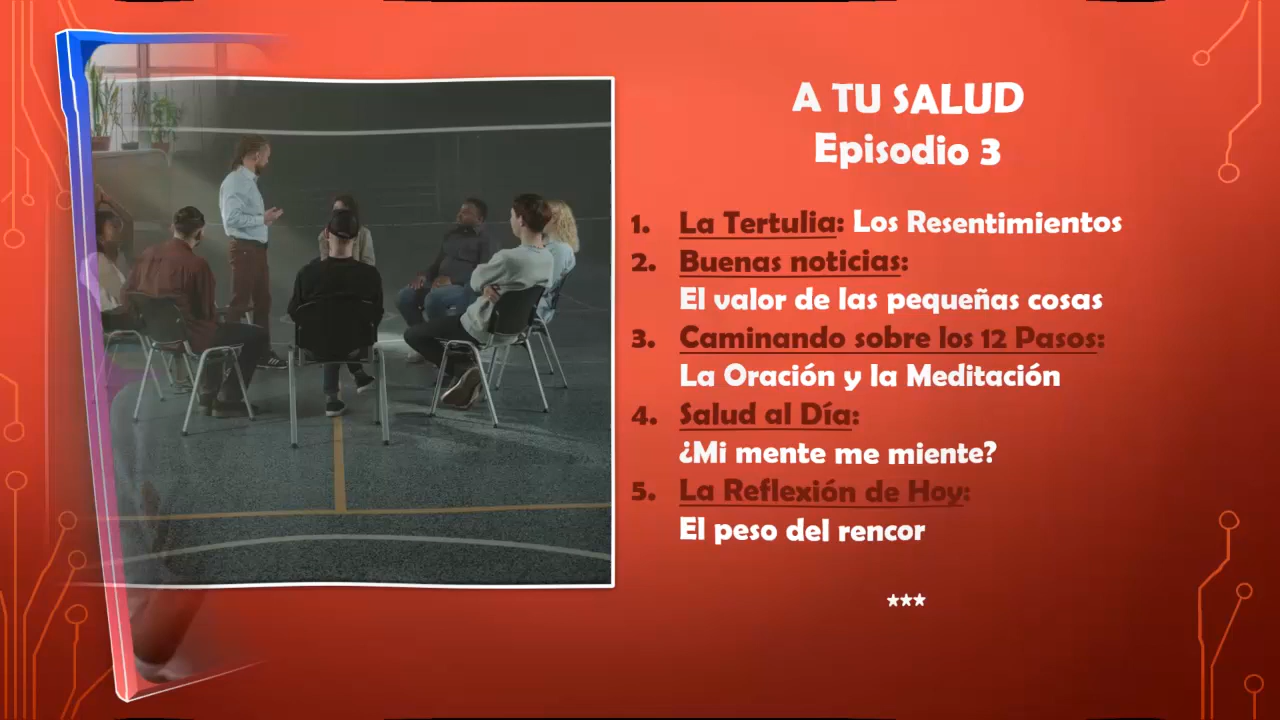 A TU SALUD
Episodio 3
1. La Tertulia: Los Resentimientos
2. Buenas noticias:
El valor de las pequeñas cosas
3. Caminando sobre los 12 Pasos:
La Oración y la Meditación
4. Salud al Día:
¿Mi mente me miente?
5. La Reflexión de Hoy:
El peso del rencor
***